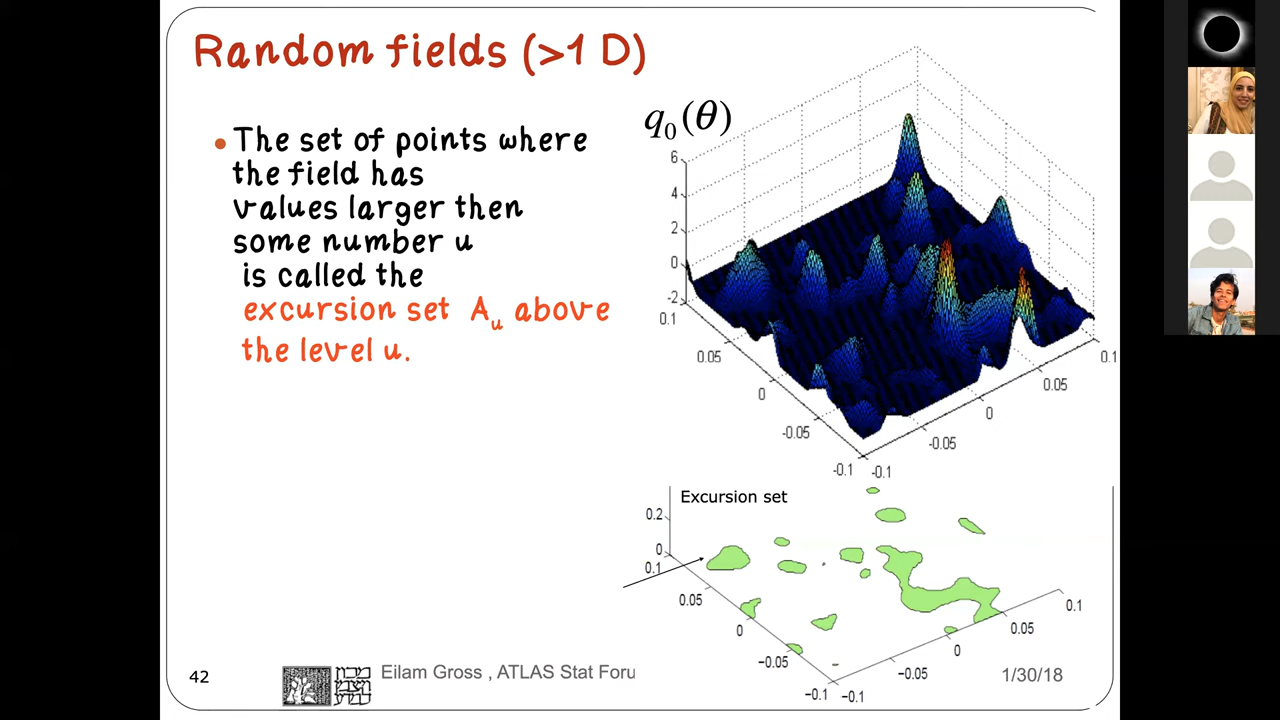 Random fields (>1 D)
• The set of points where
the field has
values larger then
some number u
is called the
excursion set Au above
the level u.
q0(θ)
6
4
2
0
-2
0.1
0.05
0
-0.05
-0.1
-0.1
-0.05
0
0.05
0.1
Excursion set
0.2
0
0.1
0.05
0
-0.05
-0.1
-0.1
-0.05
0
0.05
0.1
42
Eilam Gross , ATLAS Stat Foru
1/30/18